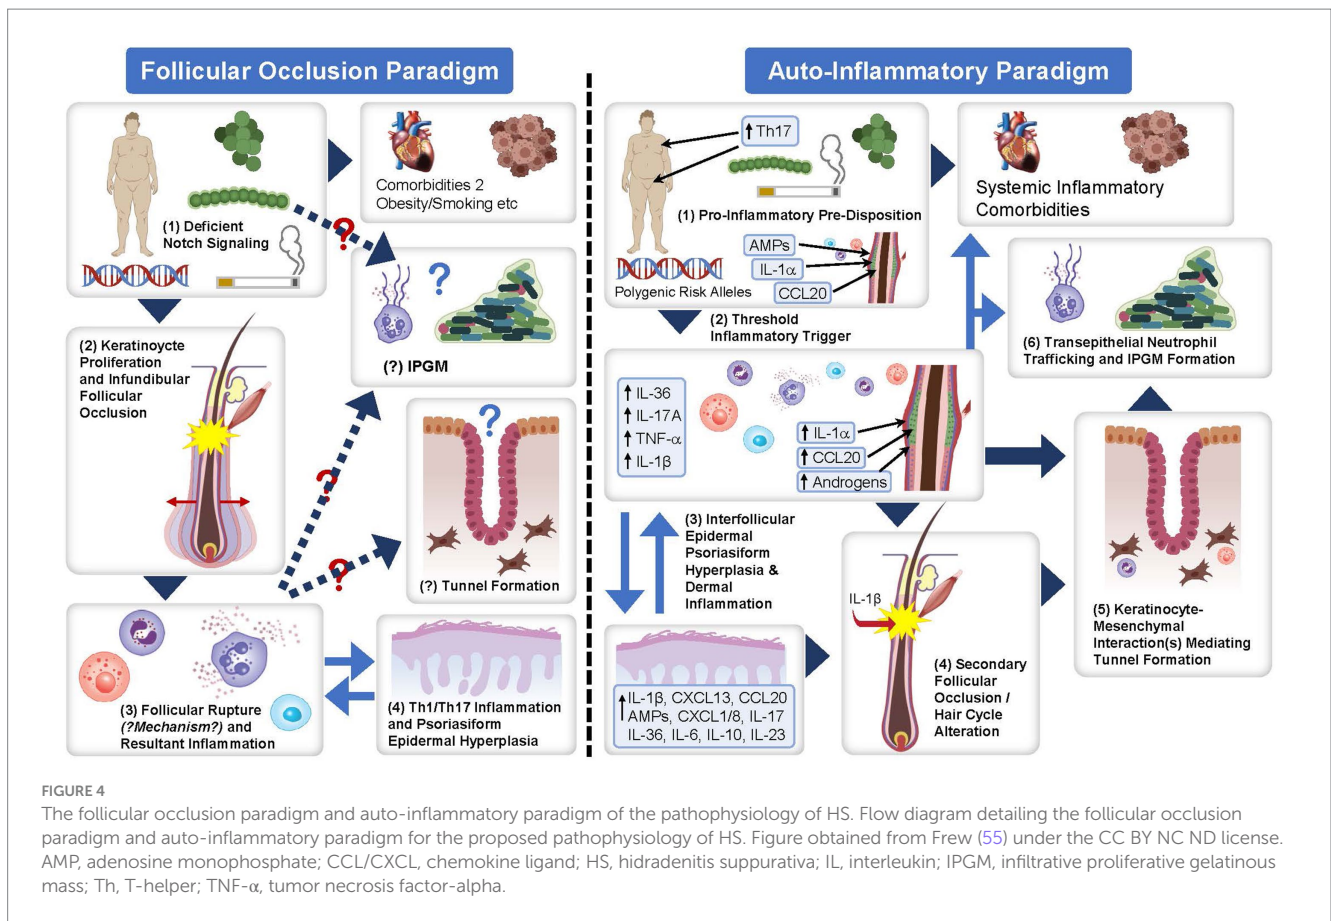 Follicular Occlusion Paradigm
(1) Deficient
Notch Signaling
Comorbidities 2
Obesity/Smoking etc
?
?
(?) IPGM
(2) Keratinoycte
Proliferation
and Infundibular
Follicular
Occlusion
?
?
?
(?) Tunnel Formation
(3) Follicular Rupture
(?Mechanism?) and
Resultant Inflammation
(4) Th1/Th17 Inflammation
and Psoriasiform
Epidermal Hyperplasia
Auto-Inflammatory Paradigm
Th17
(1) Pro-Inflammatory Pre-Disposition
AMPs
IL-1α
CCL20
Polygenic Risk Alleles
Systemic Inflammatory
Comorbidities
(2) Threshold
Inflammatory Trigger
IL-36
IL-17A
TNF-α
IL-1β
IL-1α
CCL20
Androgens
(6) Transepithelial Neutrophil
Trafficking and IPGM Formation
(3) Interfollicular
Epidermal
Psoriasiform
Hyperplasia &
Dermal
Inflammation
IL-1β, CXCL13, CCL20
AMPs, CXCL1/8, IL-17
IL-36, IL-6, IL-10, IL-23
IL-1β
(4) Secondary
Follicular
Occlusion /
Hair Cycle
Alteration
(5) Keratinocyte-
Mesenchymal
Interaction(s) Mediating
Tunnel Formation
FIGURE 4
The follicular occlusion paradigm and auto-inflammatory paradigm of the pathophysiology of HS. Flow diagram detailing the follicular occlusion
paradigm and auto-inflammatory paradigm for the proposed pathophysiology of HS. Figure obtained from Frew (55) under the CC BY NC ND license.
AMP, adenosine monophosphate; CCL/CXCL, chemokine ligand; HS, hidradenitis suppurativa; IL, interleukin; IPGM, infiltrative proliferative gelatinous
mass; Th, T-helper; TNF-α, tumor necrosis factor-alpha.